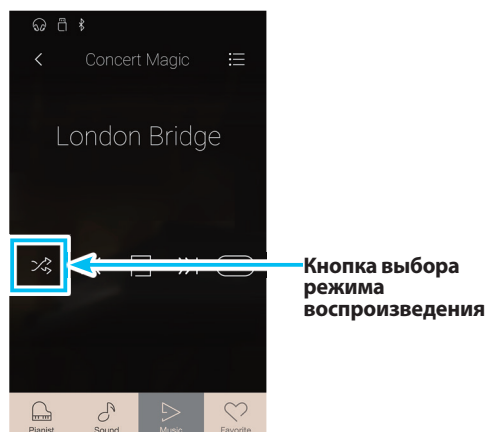 Concert Magic
London Bridge
Кнопка выбора
режима
воспроизведения
Pianist
Sound
Music
Favorite